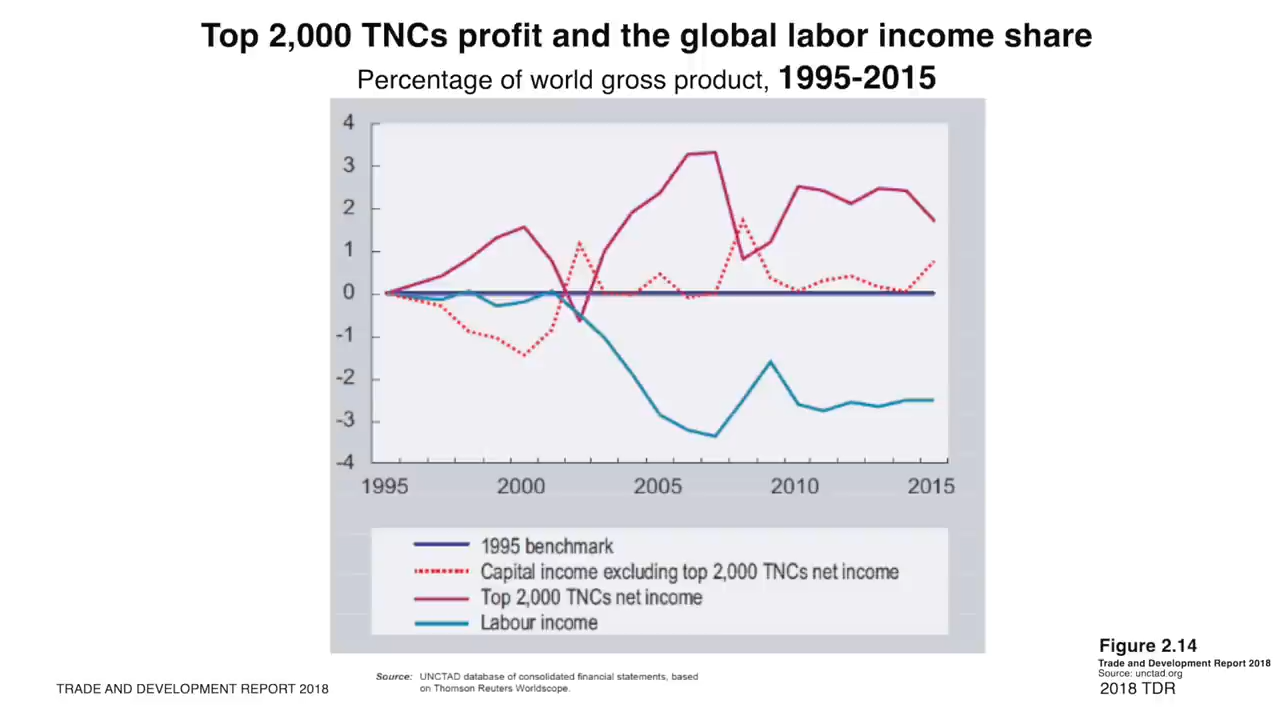 Top 2,000 TNCs profit and the global labor income share
Percentage of world gross product, 1995-2015
4
3
2
1
0
-1
-2
-3
-4
1995 2000 2005 2010 2015
1995 benchmark
Capital income excluding top 2,000 TNCs net income
Top 2,000 TNCs net income
Labour income
Figure 2.14
Trade and Development Report 2018
Source: unctad.org
2018 TDR
Source: UNCTAD database of consolidated financial statements, based
on Thomson Reuters Worldscope.
TRADE AND DEVELOPMENT REPORT 2018